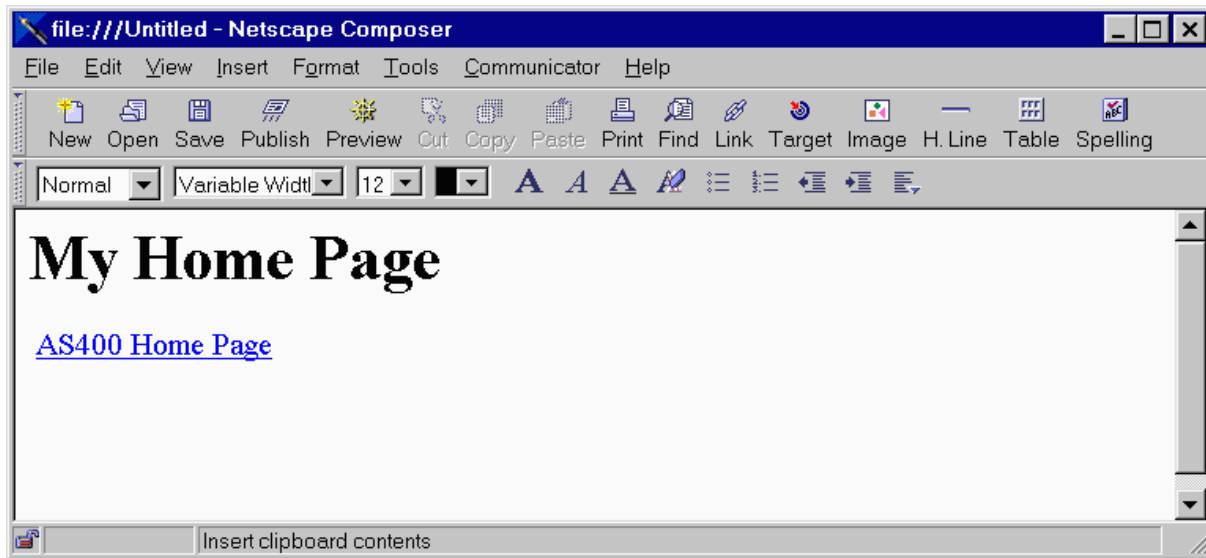 file:///Untitled - Netscape Composer
File Edit View Insert Format Tools Communicator Help
New Open Save Publish Preview Cut Copy Paste Print Find Link Target Image H. Line Table Spelling
Normal Variable Widtl 12 A A A
My Home Page
AS400 Home Page
Insert clipboard contents